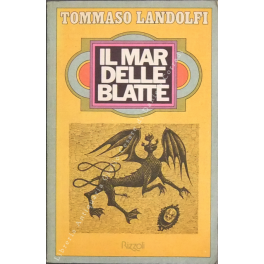 TOMMASO LANDOLFI
IL MAR
DELLE
BLATTE
Rizzoli